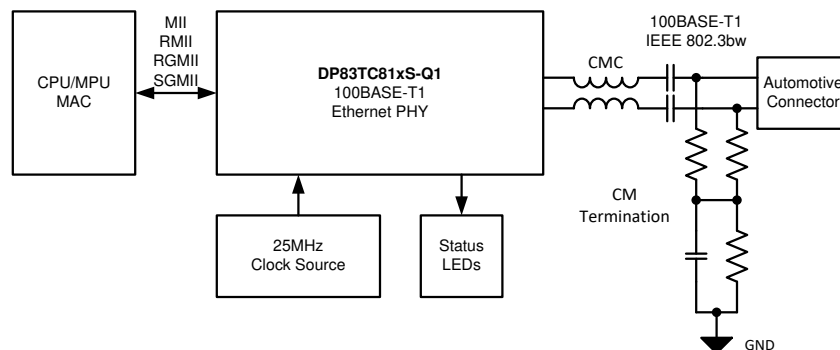 MII
RMII
RGMII
SGMII
CPU/MPU
MAC
DP83TC81xS-Q1
100BASE-T1
Ethernet PHY
CMC
100BASE-T1
IEEE 802.3bw
Automotive
Connector
CM
Termination
25MHz
Clock Source
Status
LEDs
GND